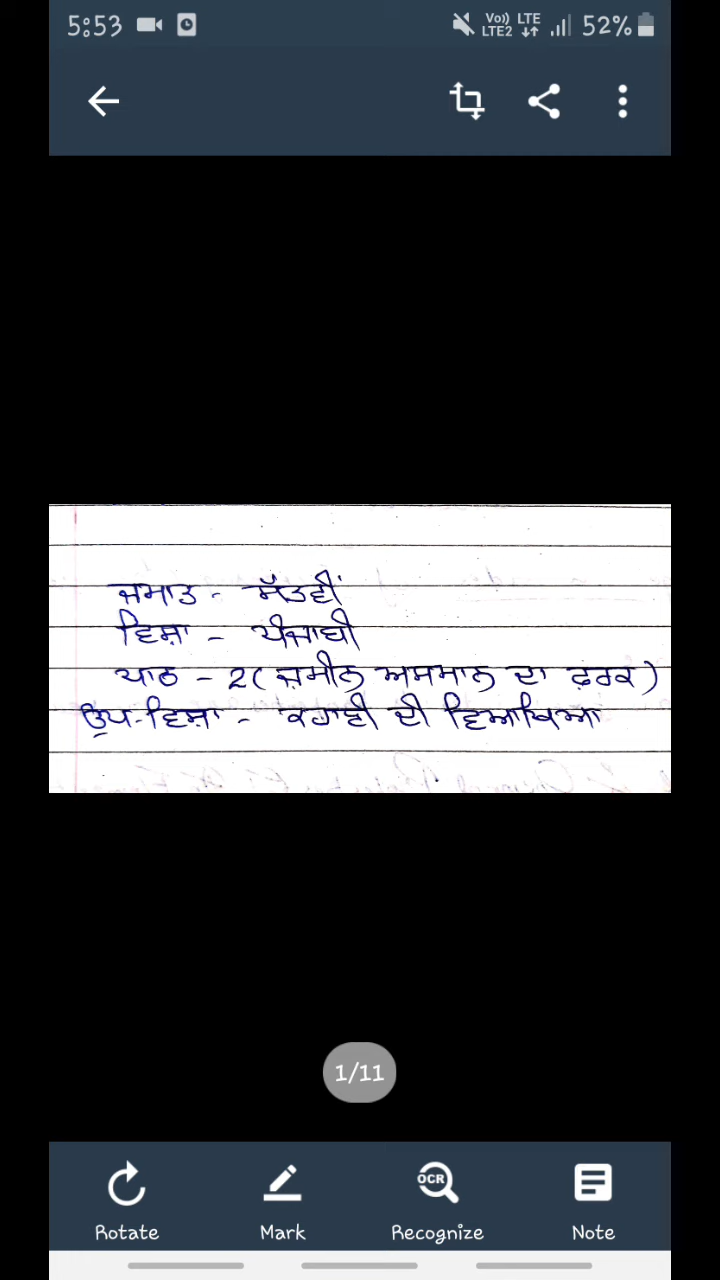 5:53 Vo)) LTE LTE2 52%
ਜਮਾਤ - ਸੱਤਵੀਂ
ਵਿਸ਼ਾ - ਪੰਜਾਬੀ
ਪਾਠ - 2( ਜ਼ਮੀਨ ਅਸਮਾਨ ਦਾ ਫ਼ਰਕ )
ਉਪ-ਵਿਸ਼ਾ - ਕਹਾਣੀ ਦੀ ਵਿਆਖਿਆ
1/11
OCR
Rotate Mark Recognize Note